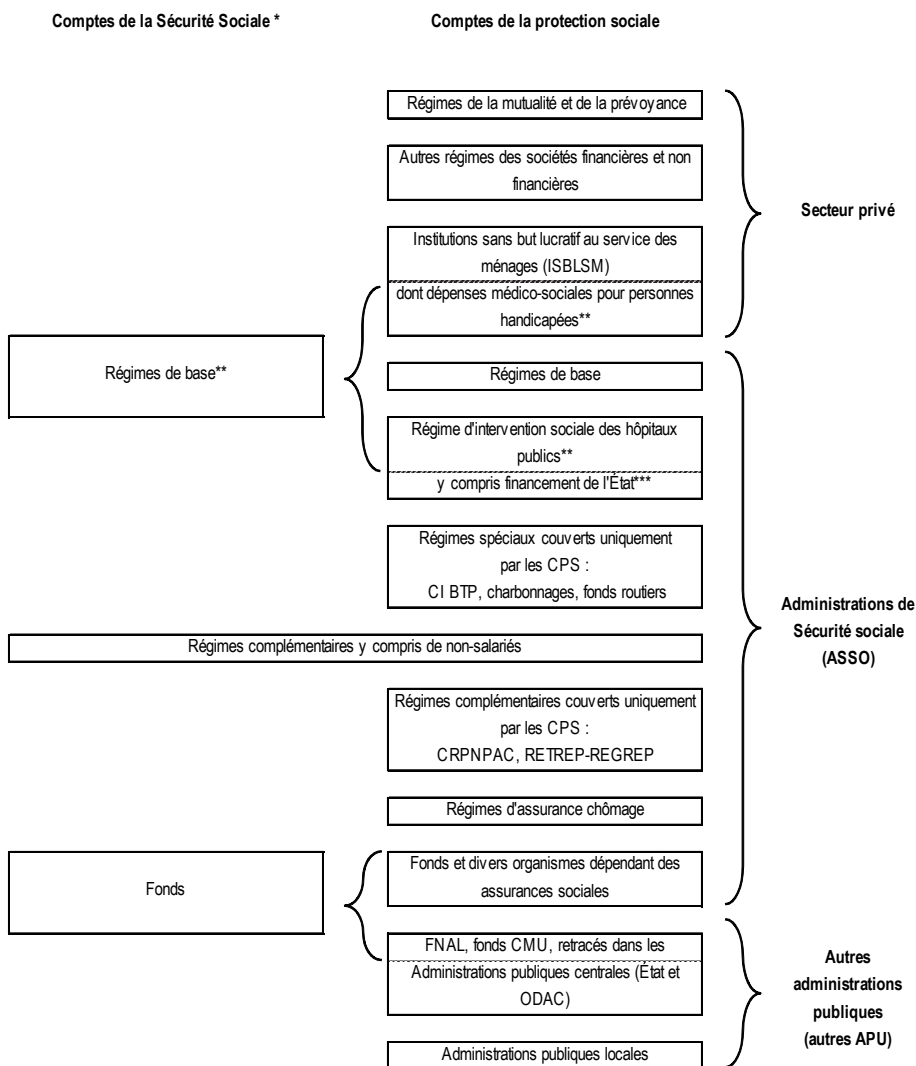 Comptes de la Sécurité Sociale *
Comptes de la protection sociale
Régimes de la mutualité et de la prévoyance
Autres régimes des sociétés financières et non
financières
Secteur privé
Institutions sans but lucratif au service des
ménages (ISBLSM)
dont dépenses médico-sociales pour personnes
handicapées**
Régimes de base**
Régimes de base
Régime d'intervention sociale des hôpitaux
publics**
y compris financement de l'État***
Régimes spéciaux couverts uniquement
par les CPS :
CI BTP, charbonnages, fonds routiers
Administrations de
Sécurité sociale
(ASSO)
Régimes complémentaires y compris de non-salariés
Régimes complémentaires couverts uniquement
par les CPS :
CRPNPAC, RETREP-REGREP
Régimes d'assurance chômage
Fonds
Fonds et divers organismes dépendant des
assurances sociales
FNAL, fonds CMU, retracés dans les
Administrations publiques centrales (État et
ODAC)
Autres
administrations
publiques
(autres APU)
Administrations publiques locales